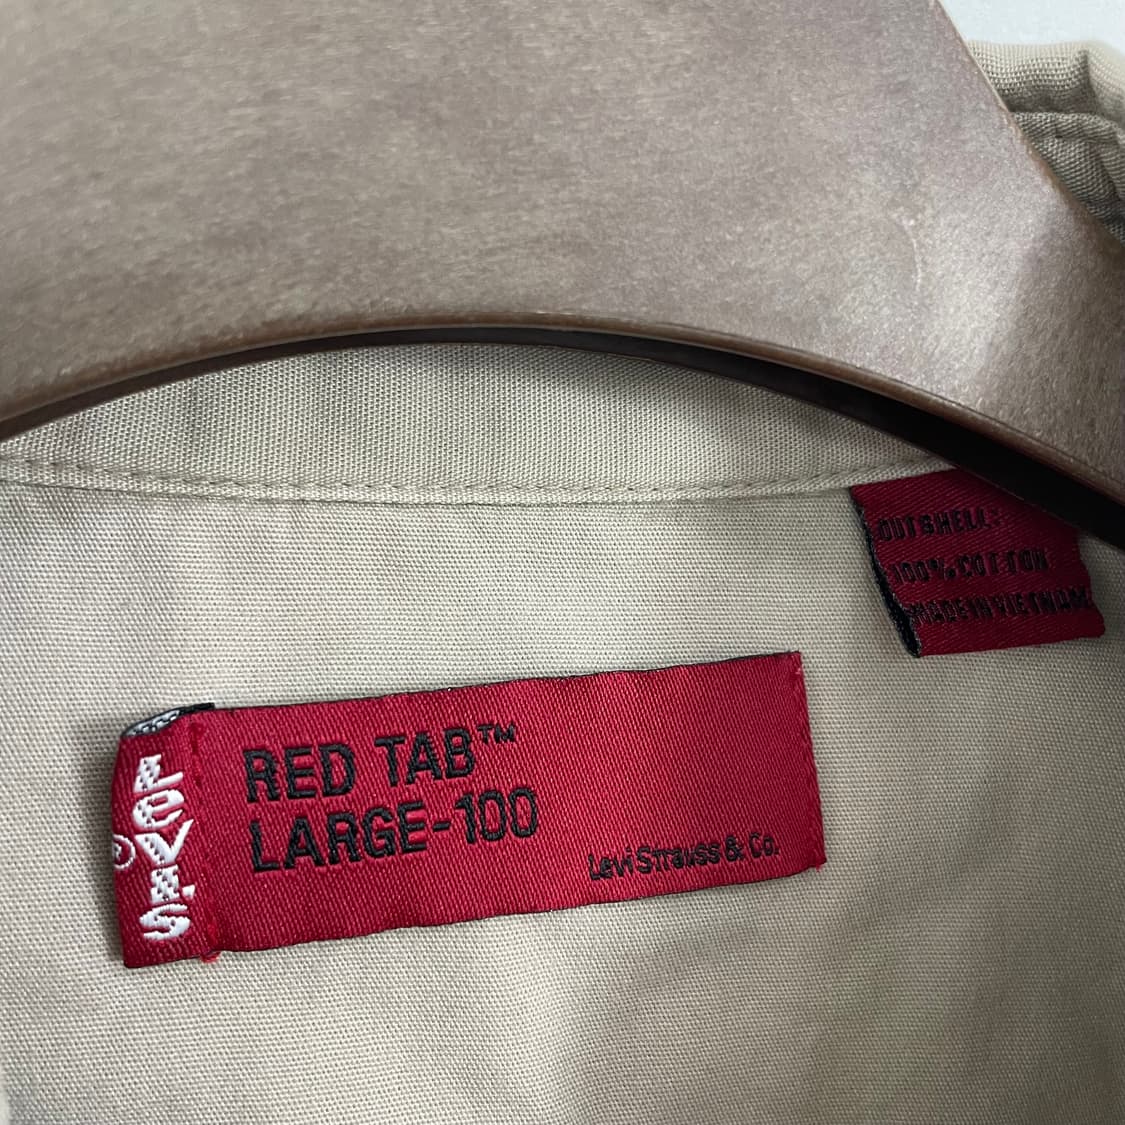 OUTSHELL:
100% COTTON
MADE IN VIETNAM
LEVI'S
®
RED TAB™
LARGE-100
Levi Strauss & Co.